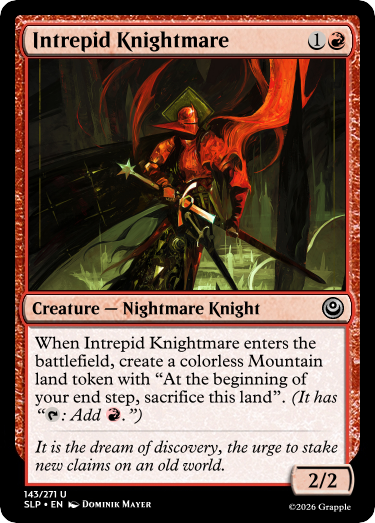 Intrepid Knightmare 1
Creature — Nightmare Knight
When Intrepid Knightmare enters the
battlefield, create a colorless Mountain
land token with “At the beginning of
your end step, sacrifice this land”. (It has
“: Add .”)
It is the dream of discovery, the urge to stake
new claims on an old world.
2/2
143/271 U
SLP • EN Dominik Mayer
©2026 Grapple